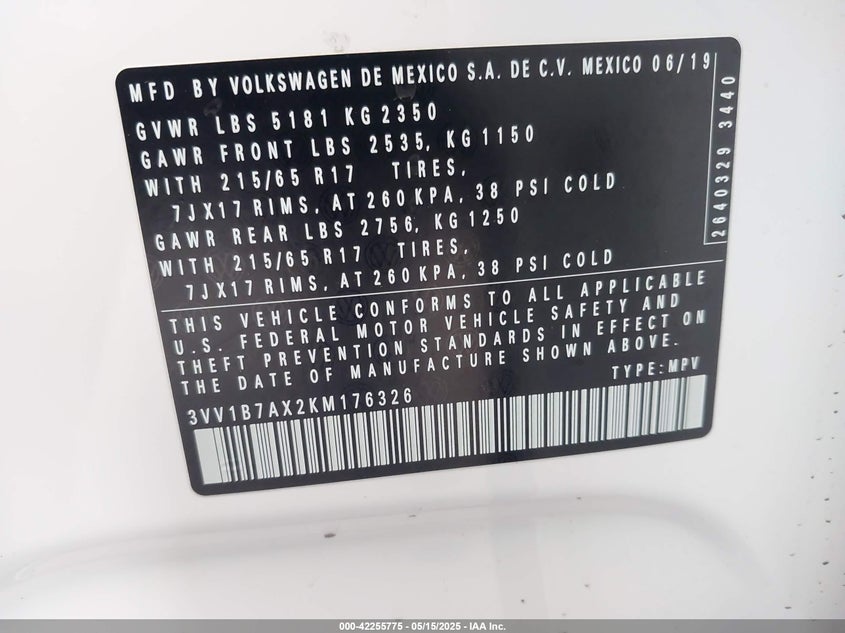 MFD BY VOLKSWAGEN DE MEXICO S.A. DE C.V. MEXICO 06/19
GVWR LBS 5181 KG 2350
GAWR FRONT LBS 2535, KG 1150
WITH 215/65 R17 TIRES,
7JX17 RIMS, AT 260 KPA, 38 PSI COLD
GAWR REAR LBS 2756, KG 1250
WITH 215/65 R17 TIRES,
7JX17 RIMS, AT 260 KPA, 38 PSI COLD
THIS VEHICLE CONFORMS TO ALL APPLICABLE
U.S. FEDERAL MOTOR VEHICLE SAFETY AND
THEFT PREVENTION STANDARDS IN EFFECT ON
THE DATE OF MANUFACTURE SHOWN ABOVE.
TYPE: MPV
3VV1B7AX2KM176326
2640329 3440
000-42255775 - 05/15/2025 - IAA Inc.